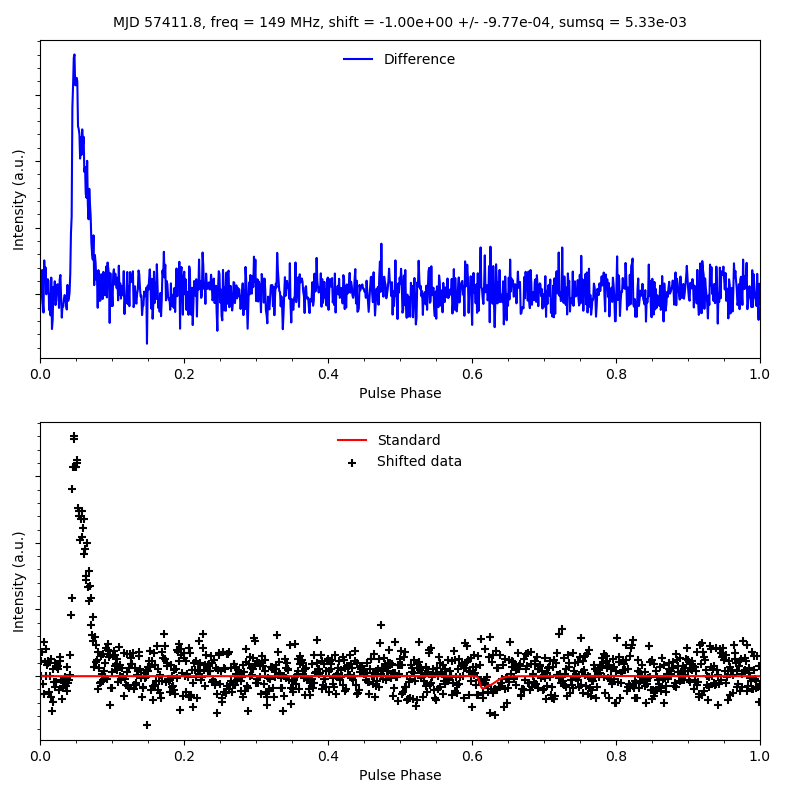 MJD 57411.8, freq = 149 MHz, shift = -1.00e+00 +/- -9.77e-04, sumsq = 5.33e-03
Difference
Intensity (a.u.)
0.0 0.2 0.4 0.6 0.8 1.0
Pulse Phase
Standard
Shifted data
Intensity (a.u.)
0.0 0.2 0.4 0.6 0.8 1.0
Pulse Phase